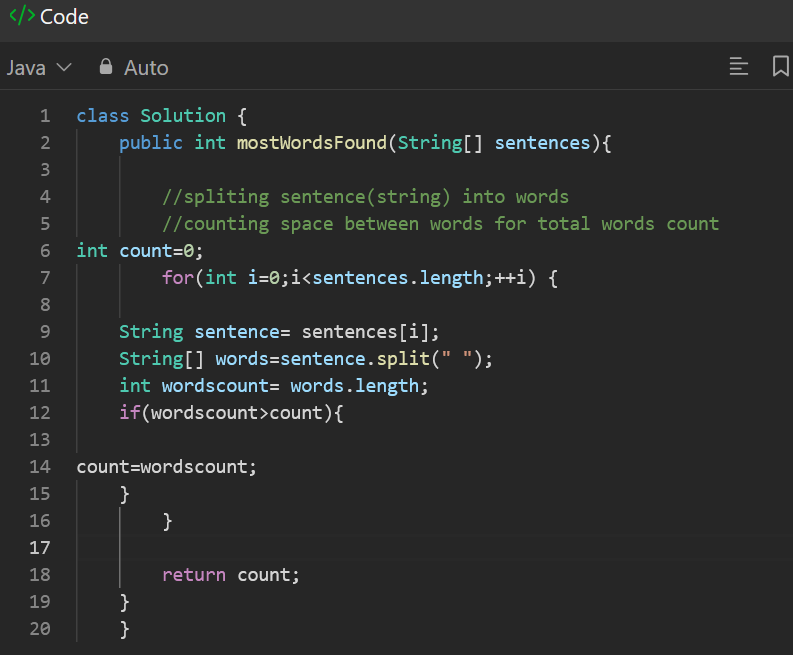 </> Code
Java Auto
1 class Solution {
2 public int mostWordsFound(String[] sentences){
3
4 //spliting sentence(string) into words
5 //counting space between words for total words count
6 int count=0;
7 for(int i=0;i<sentences.length;++i) {
8
9 String sentence= sentences[i];
10 String[] words=sentence.split(" ");
11 int wordscount= words.length;
12 if(wordscount>count){
13
14 count=wordscount;
15 }
16 }
17
18 return count;
19 }
20 }